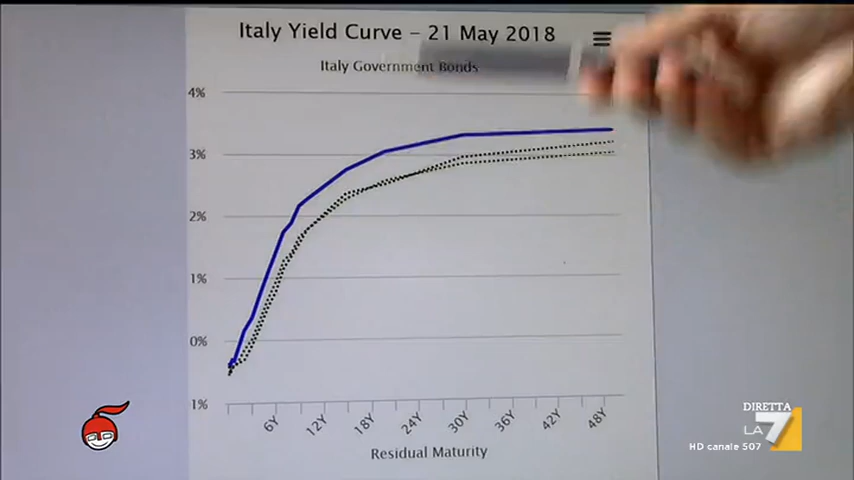 Italy Yield Curve – 21 May 2018
Italy Government Bonds
4%
3%
2%
1%
0%
1%
6Y
12Y
18Y
24Y
30Y
36Y
42Y
48Y
Residual Maturity
DIRETTA
LA7
HD canale 507